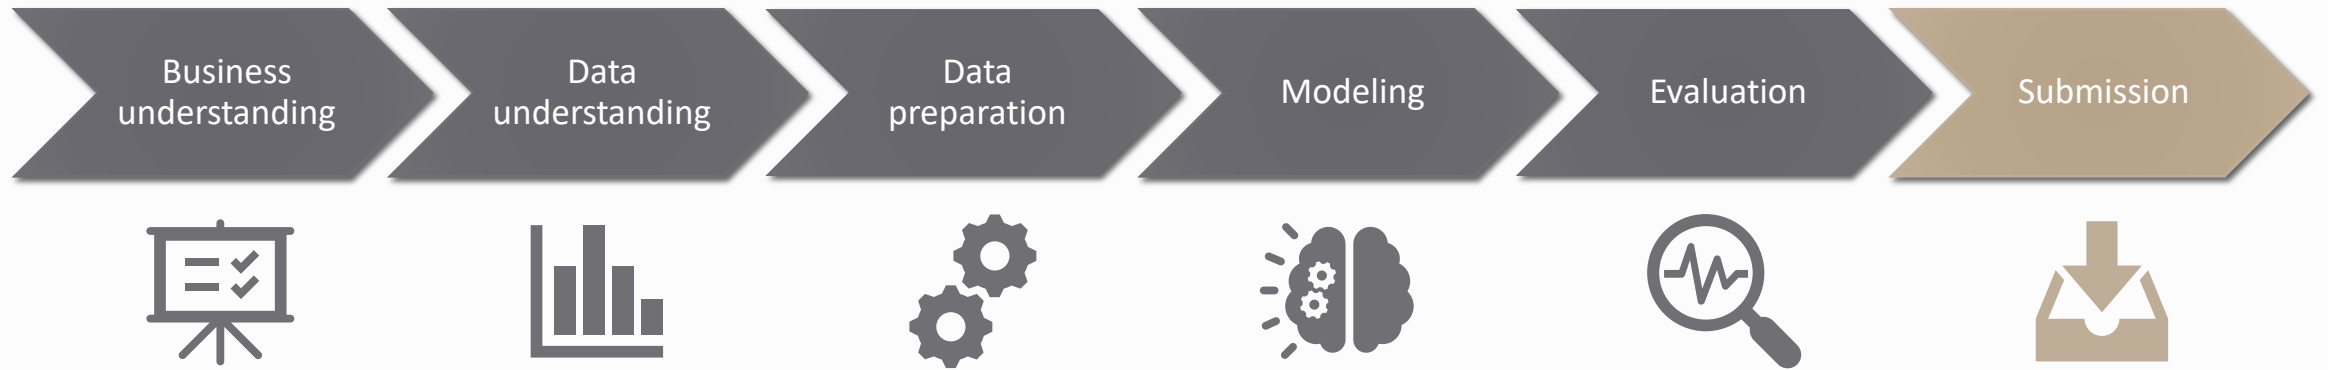 Business
understanding
Data
understanding
Data
preparation
Modeling
Evaluation
Submission